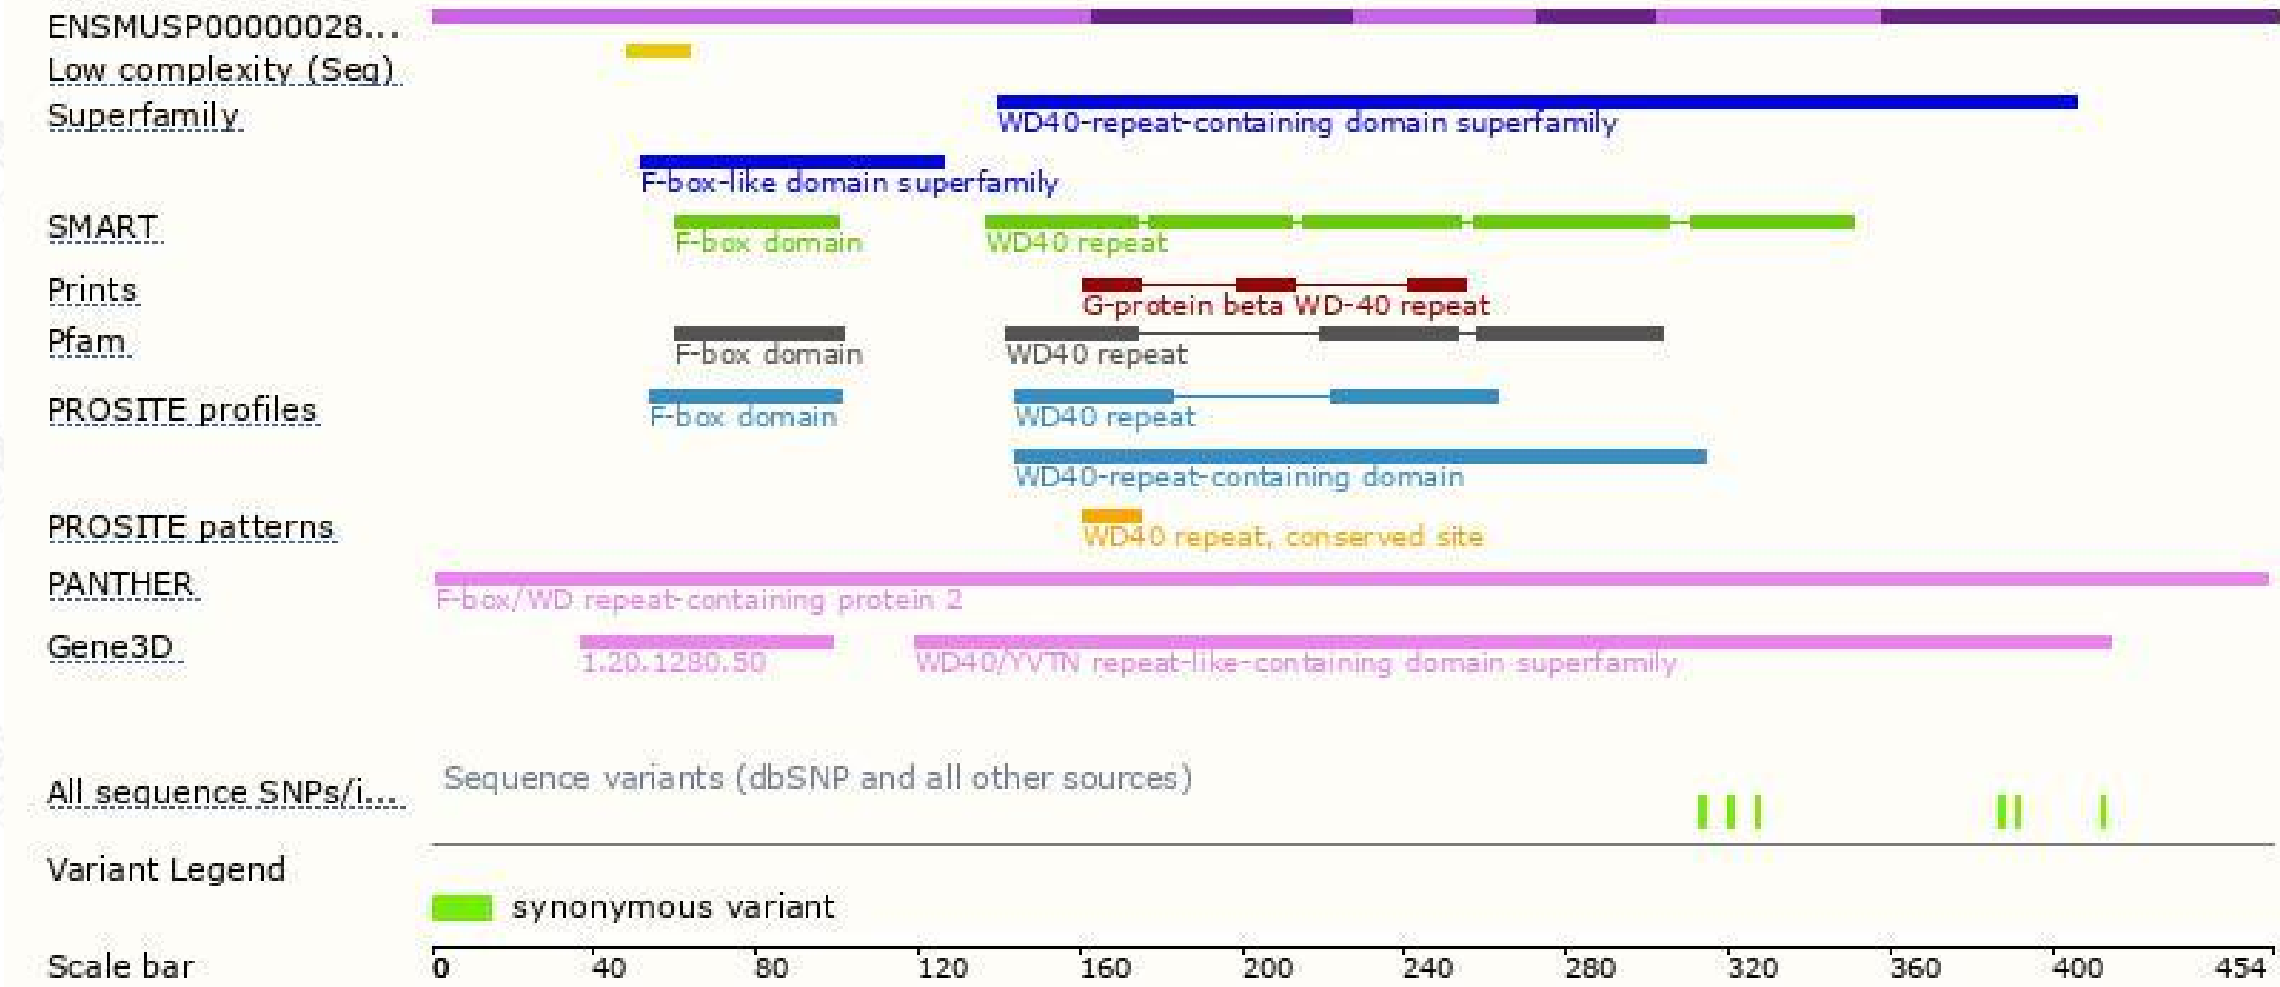 ENSMUSP00000028...
Low complexity (Seg)
Superfamily
WD40-repeat-containing domain superfamily
F-box-like domain superfamily
SMART
F-box domain WD40 repeat
Prints
G-protein beta WD-40 repeat
Pfam
F-box domain WD40 repeat
PROSITE profiles
F-box domain WD40 repeat
WD40-repeat-containing domain
PROSITE patterns
WD40 repeat, conserved site
PANTHER
F-box/WD repeat-containing protein 2
Gene3D
1.20.1280.50 WD40/YVTN repeat-like-containing domain superfamily
Sequence variants (dbSNP and all other sources)
All sequence SNPs/i...
Variant Legend
synonymous variant
Scale bar 0 40 80 120 160 200 240 280 320 360 400 454